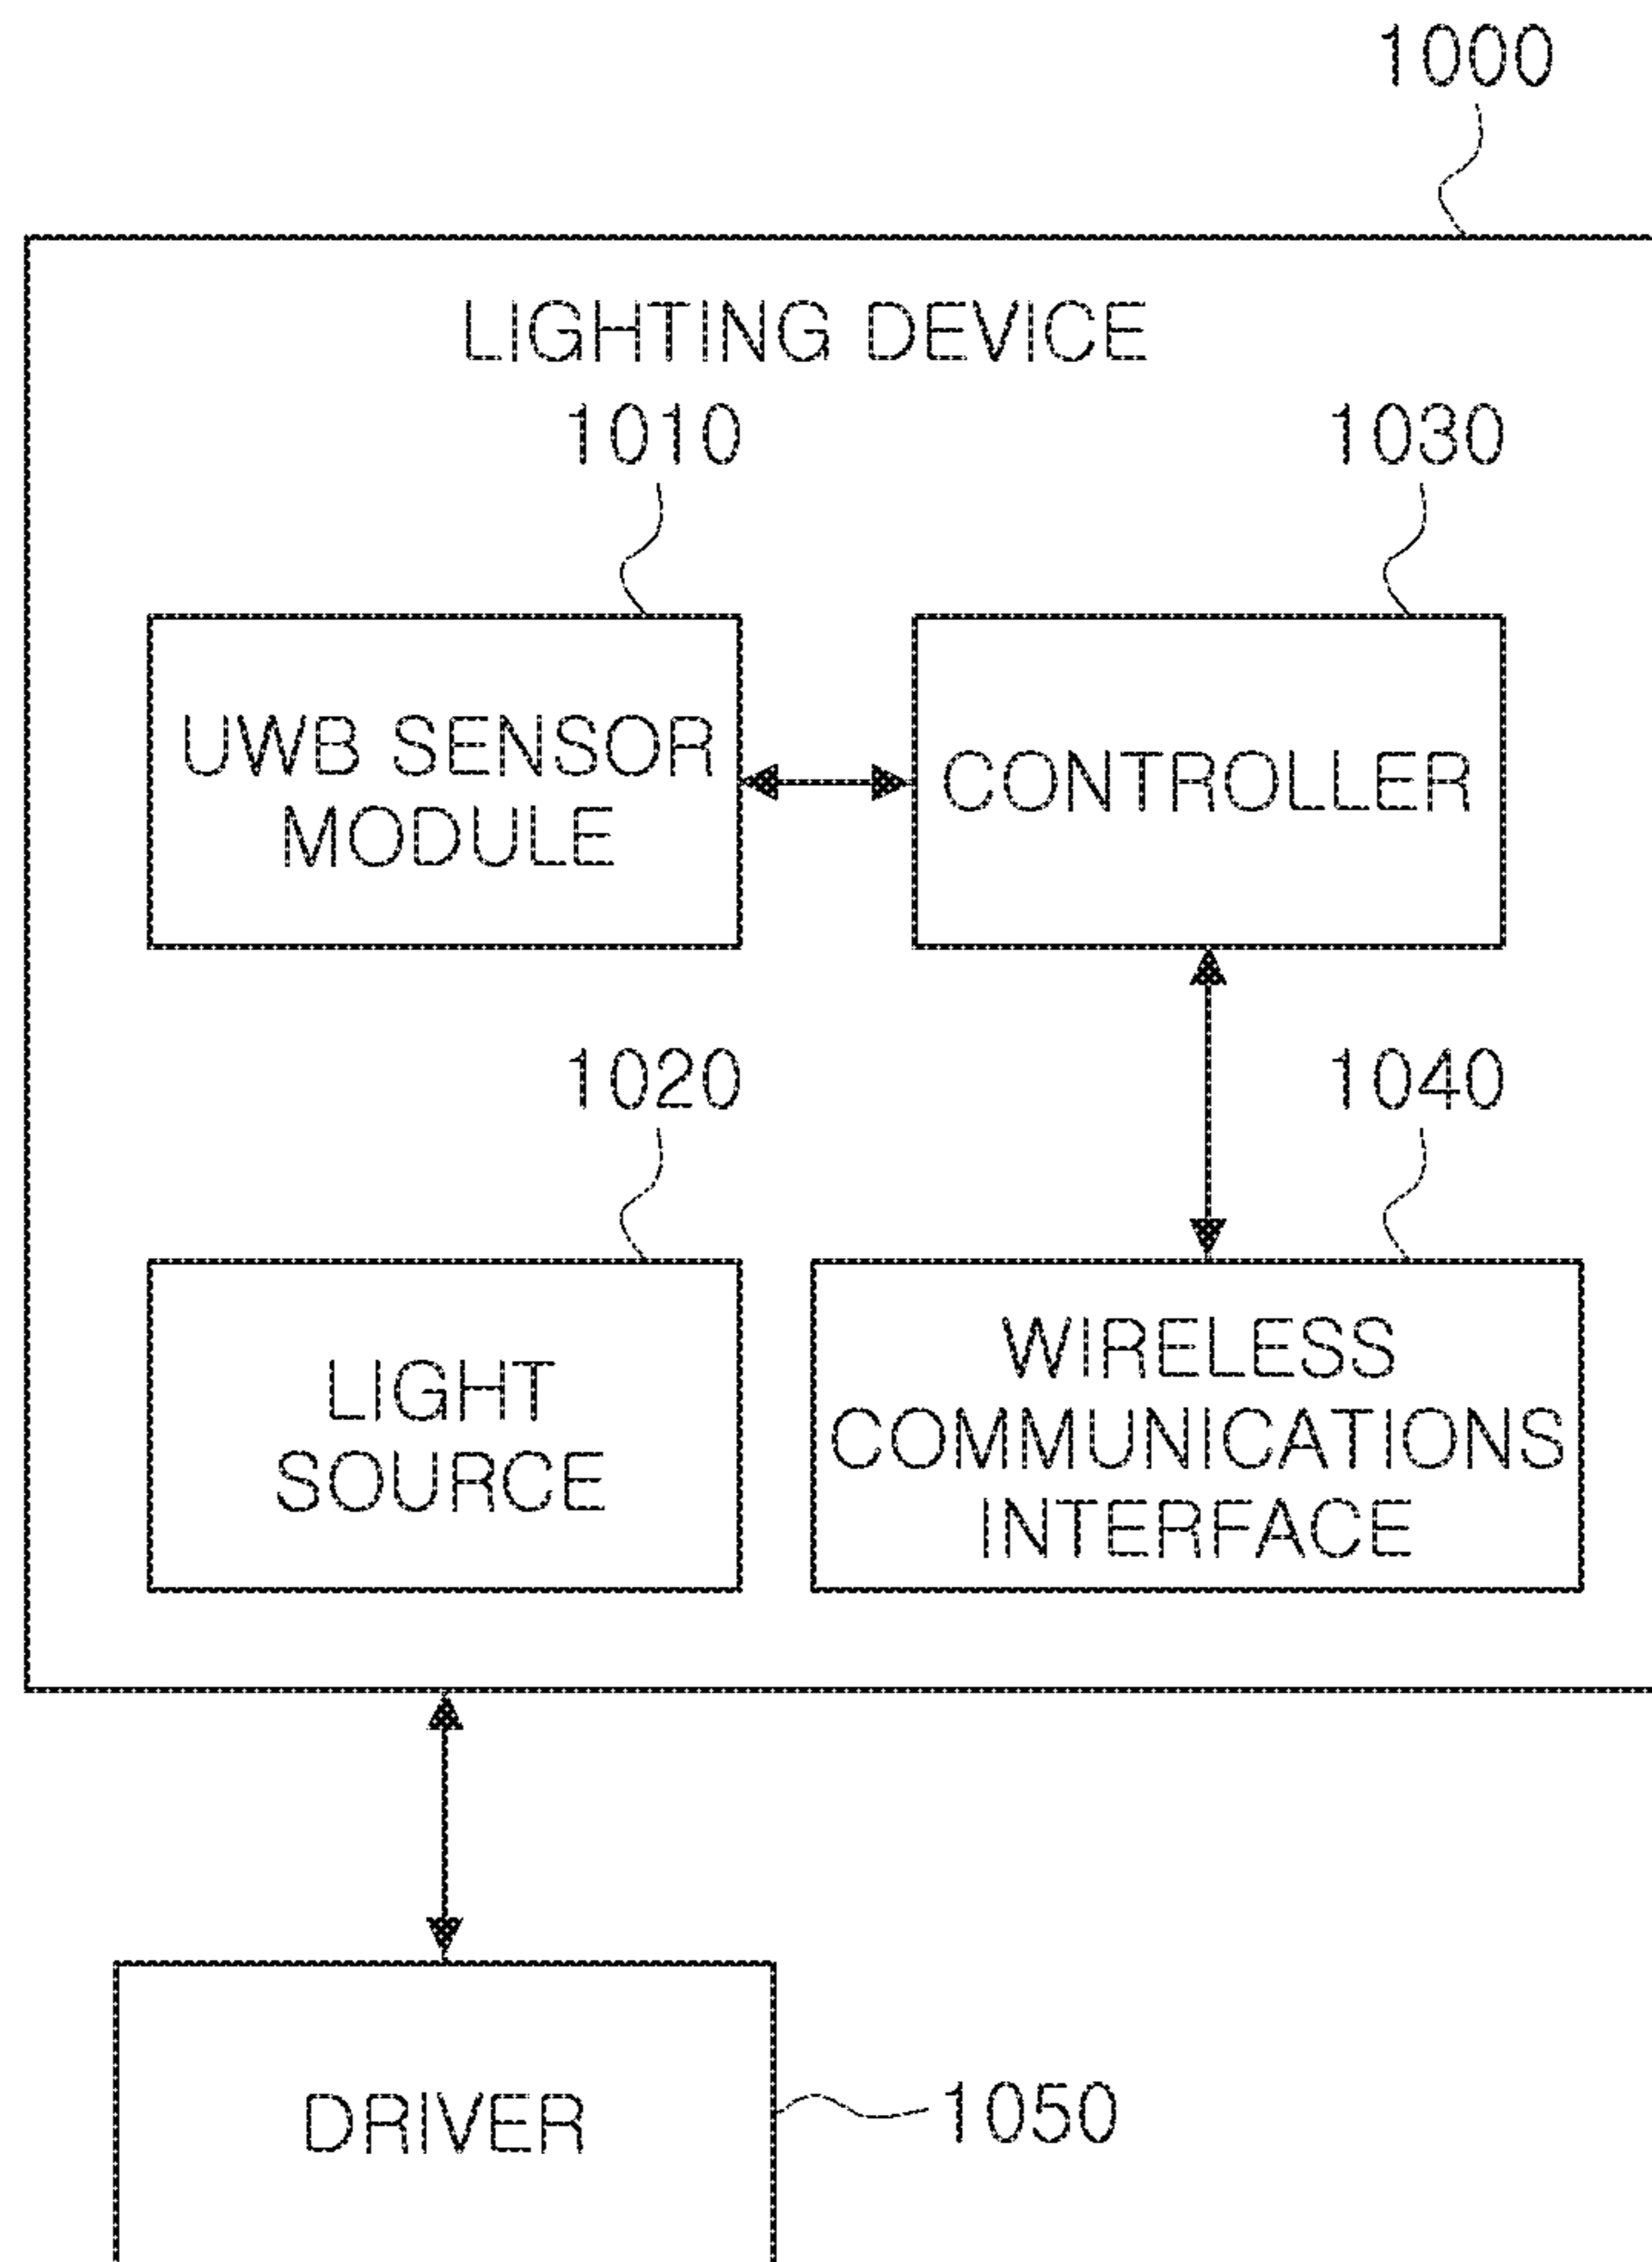 1000
LIGHTING DEVICE
1010
1030
UWB SENSOR
MODULE
CONTROLLER
1020
1040
LIGHT
SOURCE
WIRELESS
COMMUNICATIONS
INTERFACE
DRIVER
1050